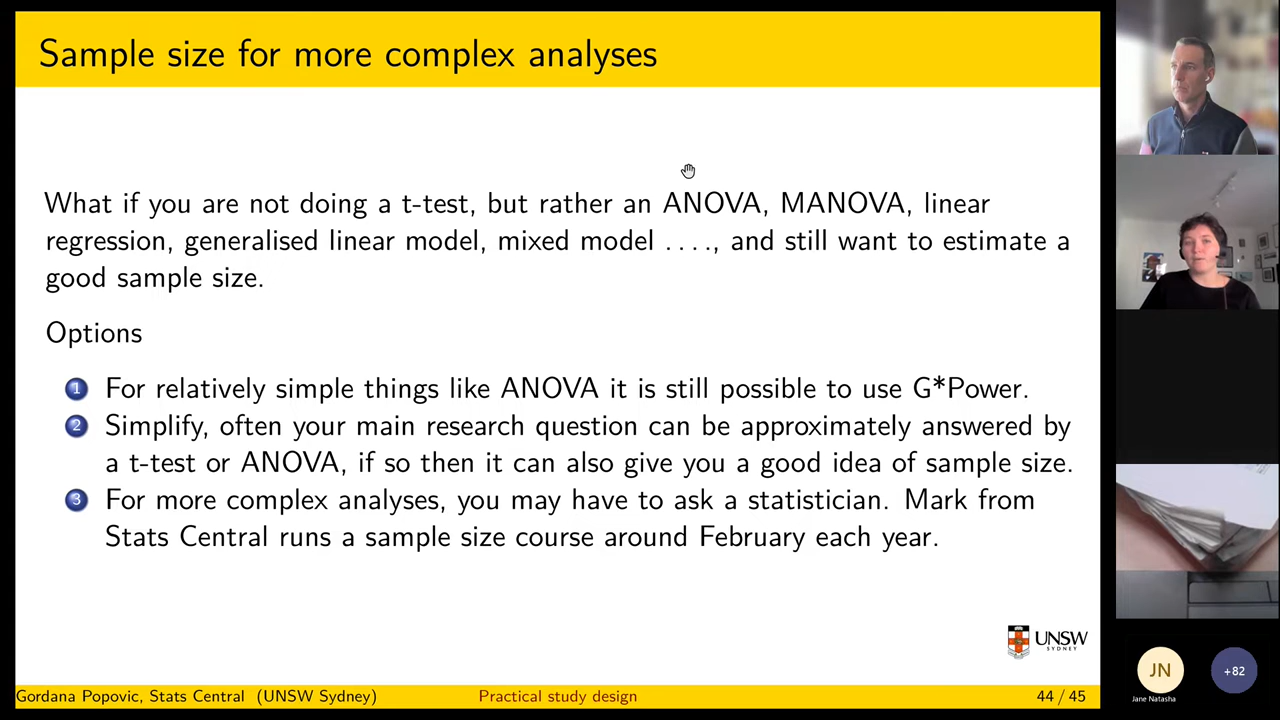 Sample size for more complex analyses
What if you are not doing a t-test, but rather an ANOVA, MANOVA, linear
regression, generalised linear model, mixed model . . . ., and still want to estimate a
good sample size.
Options
1 For relatively simple things like ANOVA it is still possible to use G*Power.
2 Simplify, often your main research question can be approximately answered by
a t-test or ANOVA, if so then it can also give you a good idea of sample size.
3 For more complex analyses, you may have to ask a statistician. Mark from
Stats Central runs a sample size course around February each year.
UNSW
SYDNEY
Gordana Popovic, Stats Central (UNSW Sydney) Practical study design 44 / 45
JN
Jane Natasha
+82